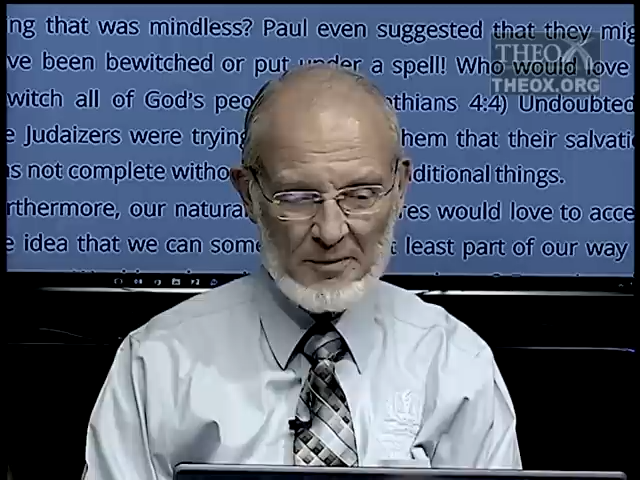 ing that was mindless? Paul even suggested that they mig
ve been bewitched or put under a spell! Who would love
witch all of God's peo thians 4:4) Undoubted
e Judaizers were trying hem that their salvatio
s not complete witho ditional things.
rthermore, our natura es would love to acce
e idea that we can some t least part of our way
THEOX
THEOX.ORG